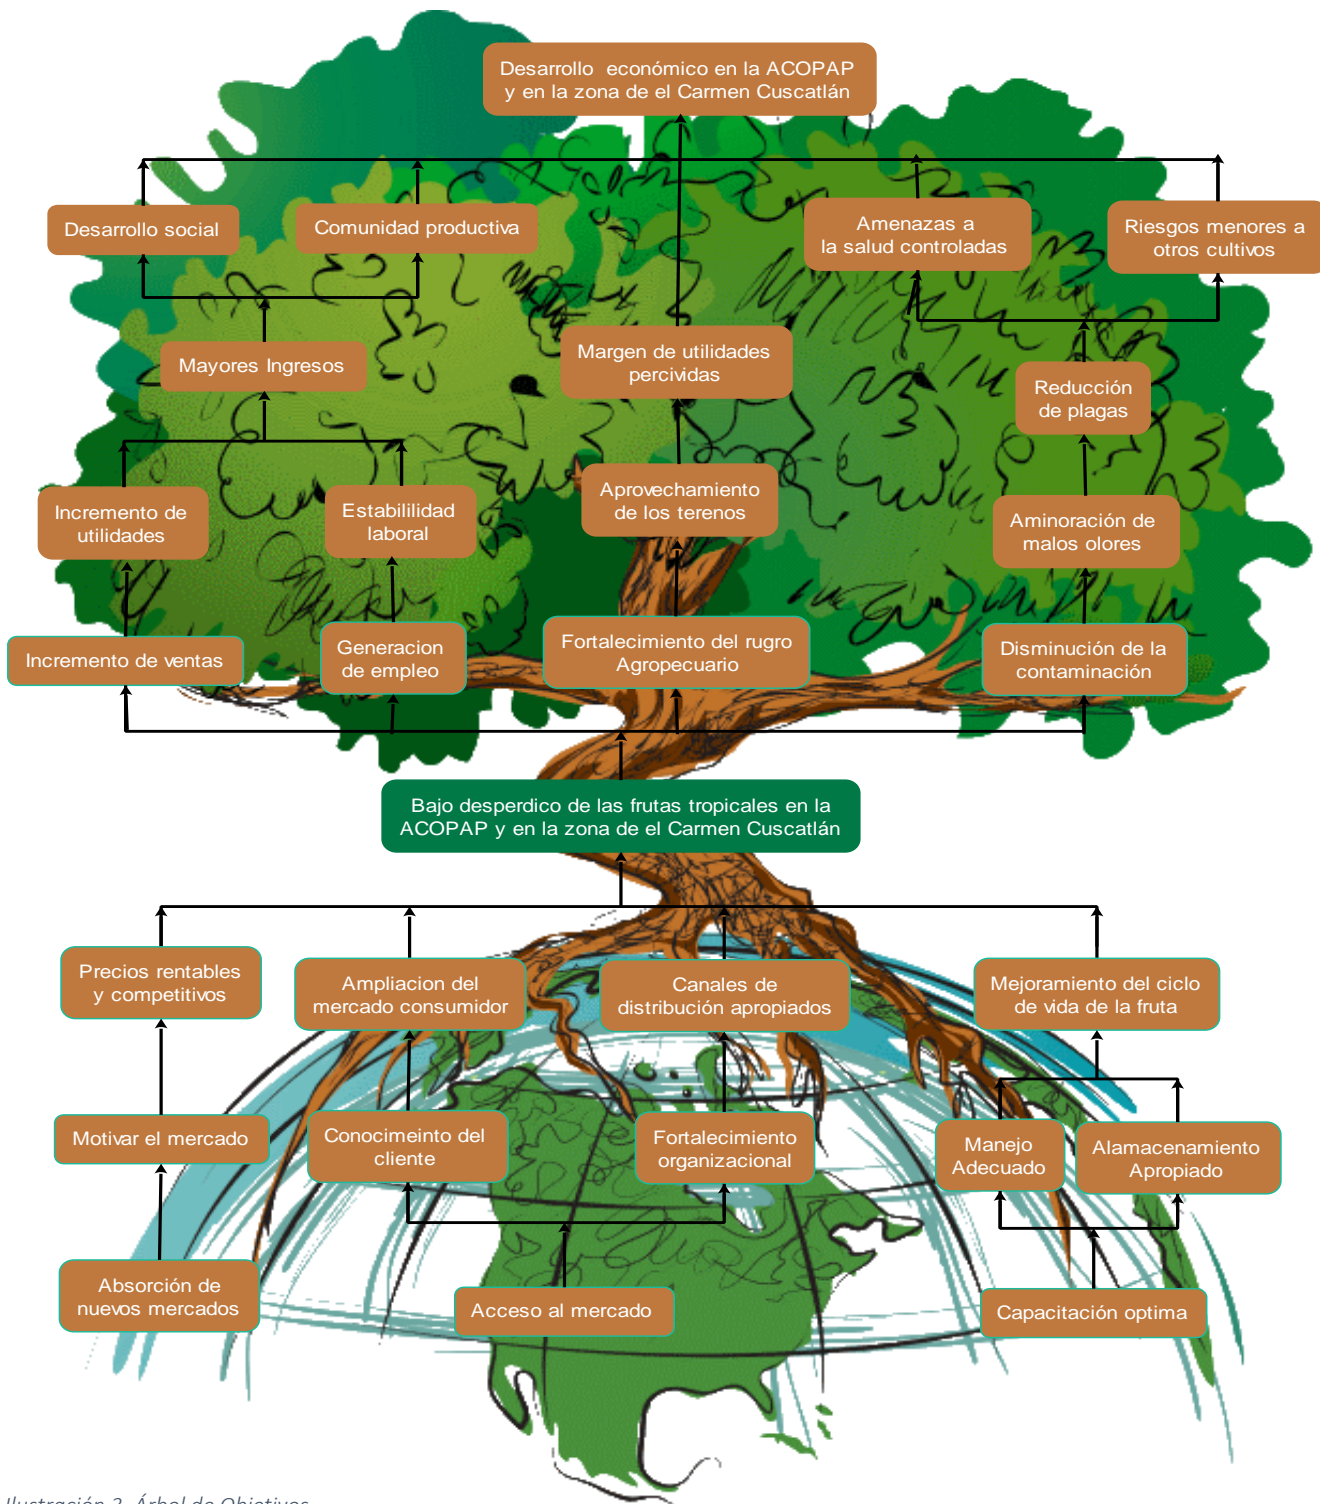 Desarrollo económico en la ACOPAP
y en la zona de el Carmen Cuscatlán
Desarrollo social
Comunidad productiva
Amenazas a
la salud controladas
Riesgos menores a
otros cultivos
Mayores Ingresos
Margen de utilidades
percividas
Reducción
de plagas
Incremento de
utilidades
Estabililidad
laboral
Aprovechamiento
de los terenos
Aminoración de
malos olores
Incremento de ventas
Generacion
de empleo
Fortalecimiento del rugro
Agropecuario
Disminución de la
contaminación
Bajo desperdico de las frutas tropicales en la
ACOPAP y en la zona de el Carmen Cuscatlán
Precios rentables
y competitivos
Ampliacion del
mercado consumidor
Canales de
distribución apropiados
Mejoramiento del ciclo
de vida de la fruta
Motivar el mercado
Conocimeinto del
cliente
Fortalecimiento
organizacional
Manejo
Adecuado
Alamacenamiento
Apropiado
Absorción de
nuevos mercados
Acceso al mercado
Capacitación optima
Ilustración 2. Árbol de Objetivos